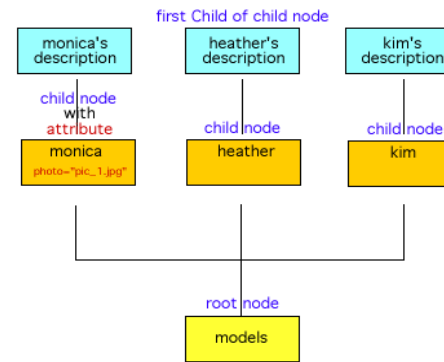 first Child of child node
monica's
description
heather's
description
kim's
description
child node
with
attribute
child node
child node
monica
photo="pic_1.jpg"
heather
kim
root node
models